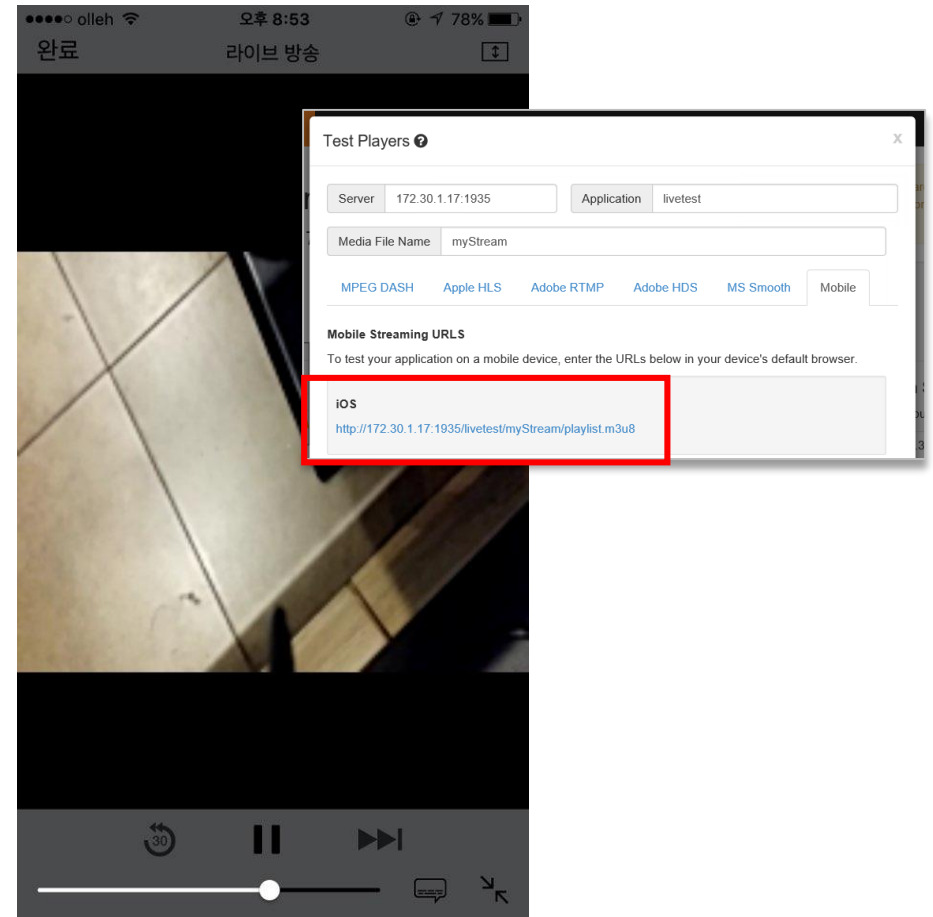 olleh 오후 8:53 78%
완료 라이브 방송
30
Test Players
x
Server 172.30.1.17:1935 Application livetest
Media File Name myStream
MPEG DASH Apple HLS Adobe RTMP Adobe HDS MS Smooth Mobile
Mobile Streaming URLS
To test your application on a mobile device, enter the URLs below in your device's default browser.
iOS
http://172.30.1.17:1935/livetest/myStream/playlist.m3u8